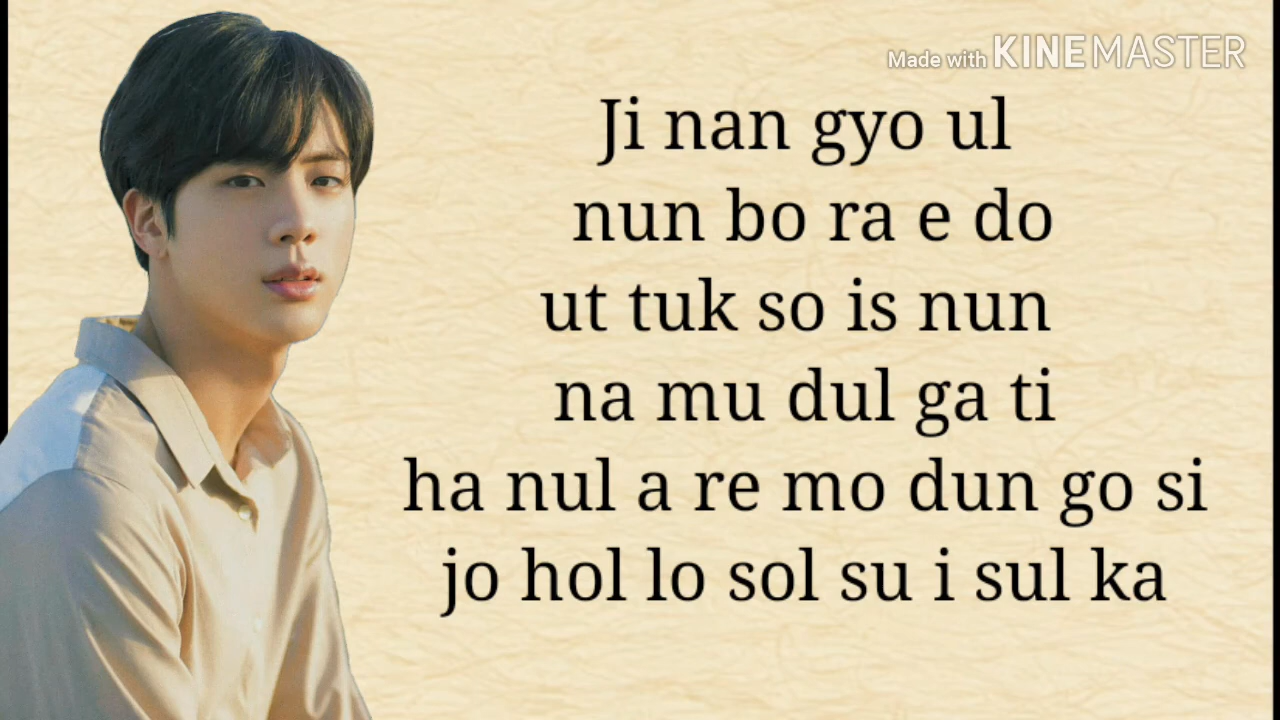 Made with KINEMASTER
Ji nan gyo ul
nun bo ra e do
ut tuk so is nun
na mu dul ga ti
ha nul a re mo dun go si
jo hol lo sol su i sul ka